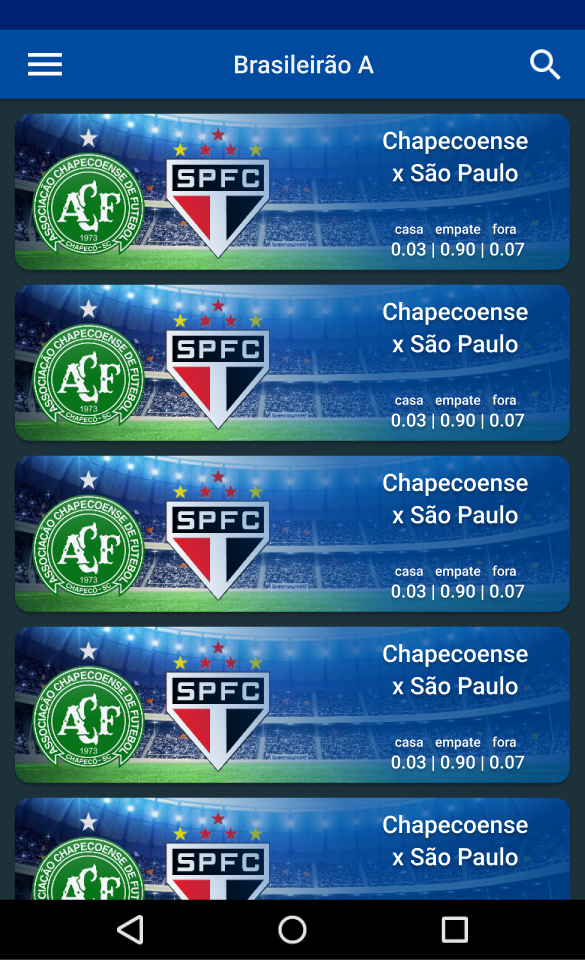 Brasileirão A
ASSOCIAÇÃO CHAPECOENSE DE FUTEBOL
ACF
1973
CHAPECÓ - SC
SPFC
Chapecoense
x São Paulo
casa empate fora
0.03 | 0.90 | 0.07
ASSOCIAÇÃO CHAPECOENSE DE FUTEBOL
ACF
1973
CHAPECÓ - SC
SPFC
Chapecoense
x São Paulo
casa empate fora
0.03 | 0.90 | 0.07
ASSOCIAÇÃO CHAPECOENSE DE FUTEBOL
ACF
1973
CHAPECÓ - SC
SPFC
Chapecoense
x São Paulo
casa empate fora
0.03 | 0.90 | 0.07
ASSOCIAÇÃO CHAPECOENSE DE FUTEBOL
ACF
1973
CHAPECÓ - SC
SPFC
Chapecoense
x São Paulo
casa empate fora
0.03 | 0.90 | 0.07
CHAPECOENSE DE
ACF
SPFC
Chapecoense
x São Paulo